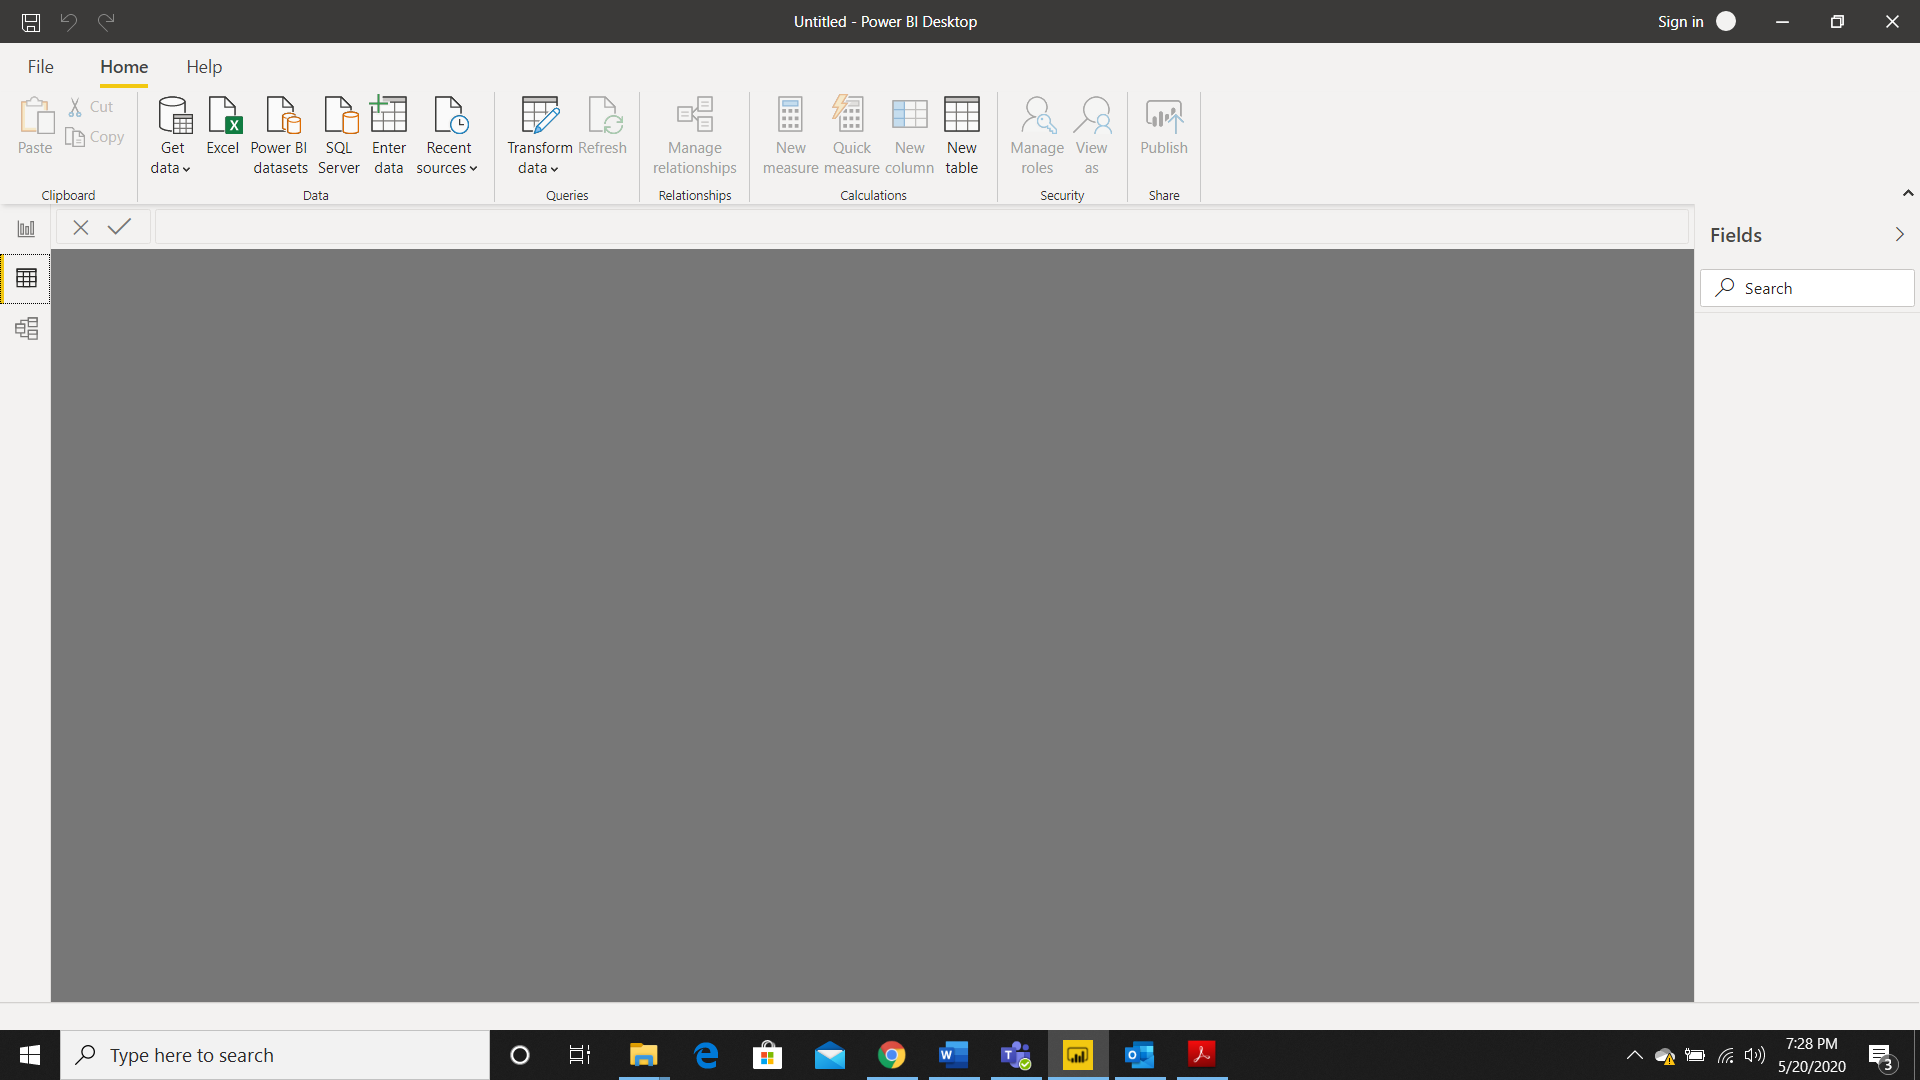 Untitled - Power BI Desktop
Sign in
File Home Help
Paste
Cut
Copy
Get data
Excel
Power BI datasets
SQL Server
Enter data
Recent sources
Transform data
Refresh
Manage relationships
New measure
Quick measure
New column
New table
Manage roles
View as
Publish
Clipboard Data Queries Relationships Calculations Security Share
Fields
Search
Type here to search
7:28 PM
5/20/2020
3